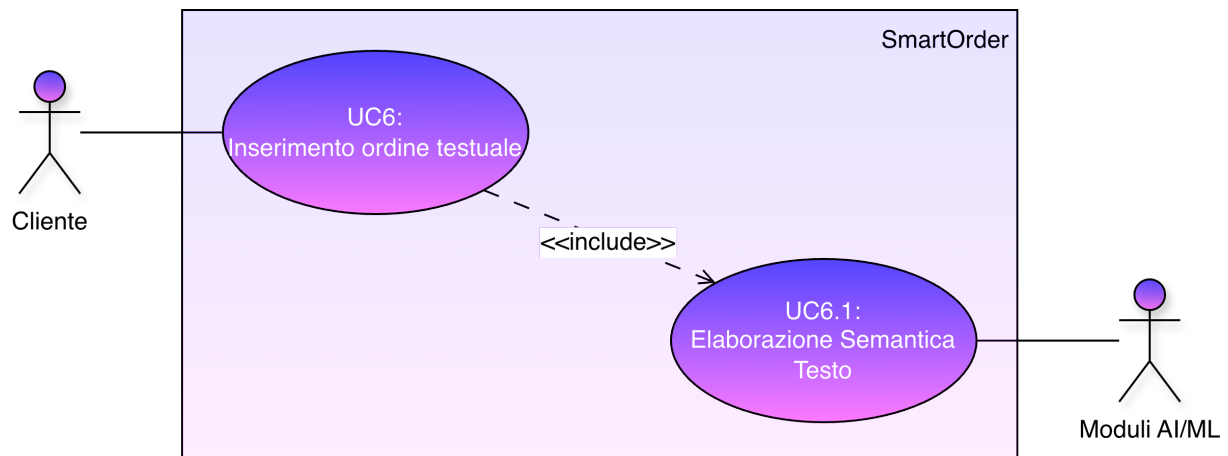 SmartOrder
UC6:
Inserimento ordine testuale
Cliente
<<include>>
UC6.1:
Elaborazione Semantica
Testo
Moduli AI/ML